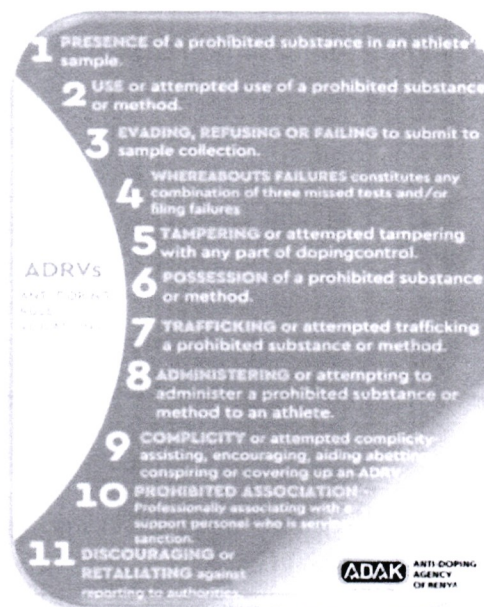 1 PRESENCE of a prohibited substance in an athlete's
sample.
2 USE or attempted use of a prohibited substance
or method.
3 EVADING, REFUSING OR FAILING to submit to
sample collection.
4 WHEREABOUTS FAILURES constitutes any
combination of three missed tests and/or
filing failures
5 TAMPERING or attempted tampering
with any part of dopingcontrol.
ADRVs
ANTI-DOPING
RULE
6 POSSESSION of a prohibited substance
or method.
7 TRAFFICKING or attempted trafficking
a prohibited substance or method.
8 ADMINISTERING or attempting to
administer a prohibited substance or
method to an athlete.
9 COMPLICITY or attempted complicity-
assisting, encouraging, aiding abetting
conspiring or covering up an ADRV
10 PROHIBITED ASSOCIATION -
Professionally associating with a
support personel who is serving
sanction.
11 DISCOURAGING or
RETALIATING against
reporting to authorities.
ADAK ANTI-DOPING
AGENCY
OF KENYA